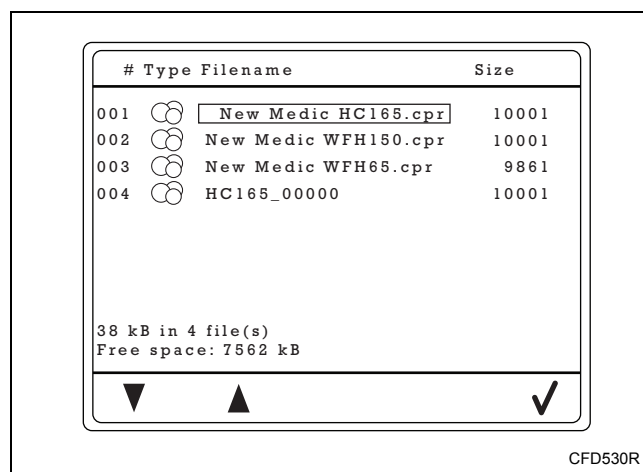 # Type Filename Size
001 New Medic HC165.cpr 10001
002 New Medic WFH150.cpr 10001
003 New Medic WFH65.cpr 9861
004 HC165_00000 10001
38 kB in 4 file(s)
Free space: 7562 kB
CFD530R